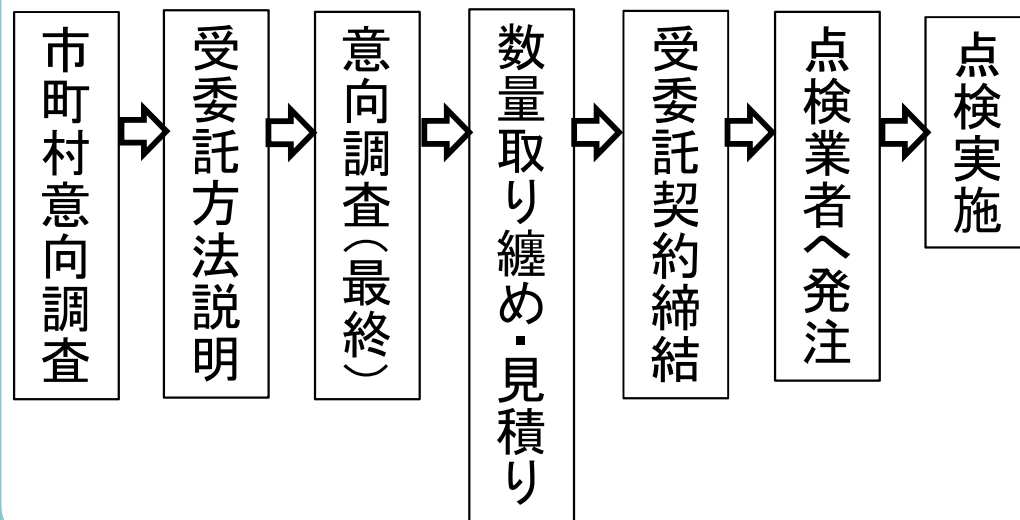 市町村意向調査
受委託方法説明
意向調査（最終）
数量取り纏め・見積り
受委託契約締結
点検業者へ発注
点検実施